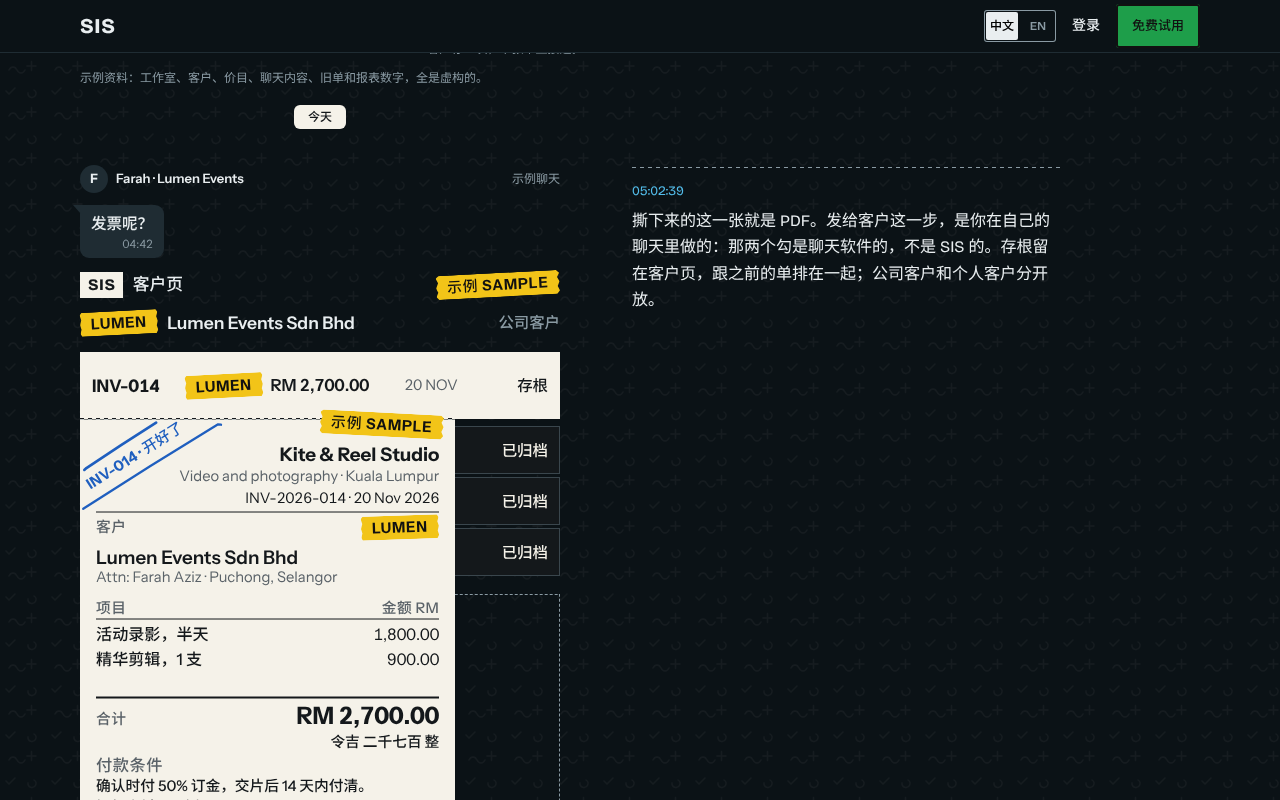 SIS
中文
EN
登录
免费试用
示例资料：工作室、客户、价目、聊天内容、旧单和报表数字，全是虚构的。
今天
F
Farah · Lumen Events
示例聊天
发票呢？
04:42
SIS
客户页
示例 SAMPLE
LUMEN
Lumen Events Sdn Bhd
公司客户
INV-014
LUMEN
RM 2,700.00
20 NOV
存根
示例 SAMPLE
INV-014 · 开好了
Kite & Reel Studio
Video and photography · Kuala Lumpur
INV-2026-014 · 20 Nov 2026
客户
LUMEN
Lumen Events Sdn Bhd
Attn: Farah Aziz · Puchong, Selangor
项目
金额 RM
活动录影，半天
1,800.00
精华剪辑，1 支
900.00
合计
RM 2,700.00
令吉 二千七百 整
付款条件
确认时付 50% 订金，交片后 14 天内付清。
已归档
已归档
已归档
05:02:39
撕下来的这一张就是 PDF。发给客户这一步，是你在自己的
聊天里做的：那两个勾是聊天软件的，不是 SIS 的。存根留
在客户页，跟之前的单排在一起；公司客户和个人客户分开
放。